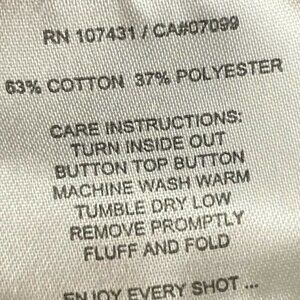 RN 107431 / CA#07099
63% COTTON 37% POLYESTER
CARE INSTRUCTIONS:
TURN INSIDE OUT
BUTTON TOP BUTTON
MACHINE WASH WARM
TUMBLE DRY LOW
REMOVE PROMPTLY
FLUFF AND FOLD
ENJOY EVERY SHOT ...